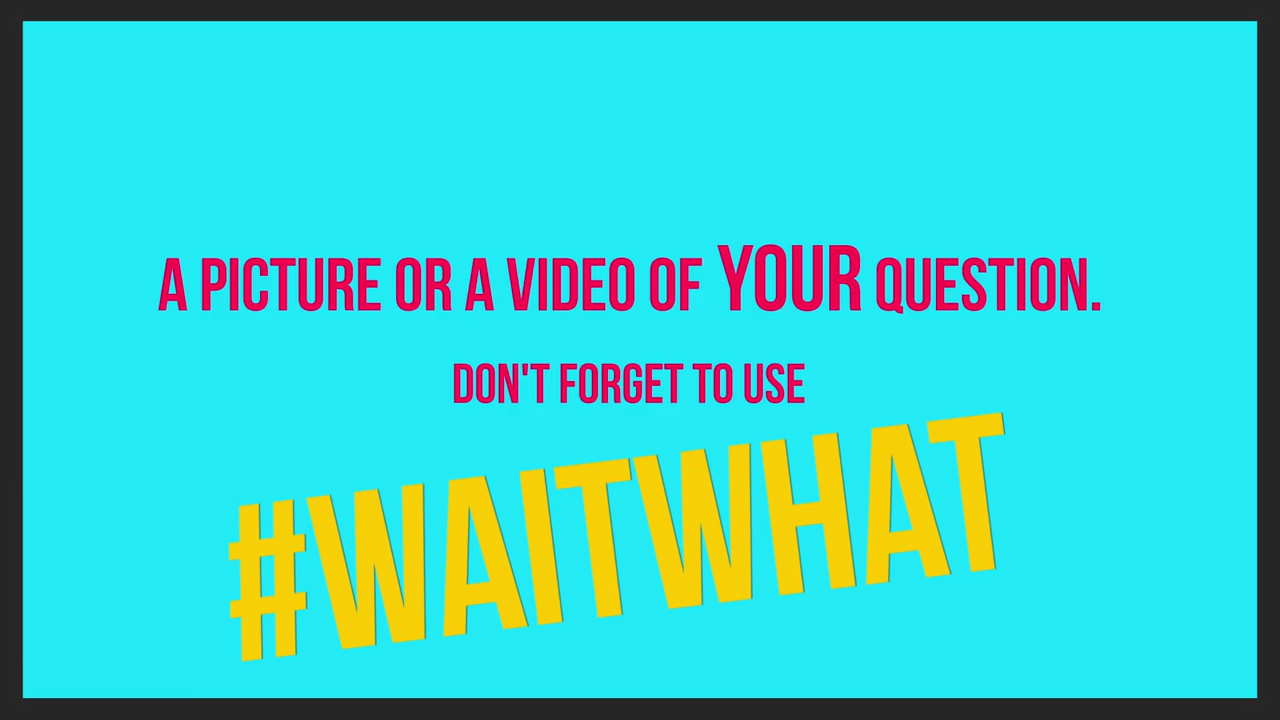 A PICTURE OR A VIDEO OF YOUR QUESTION.
DON'T FORGET TO USE
#WAITWHAT